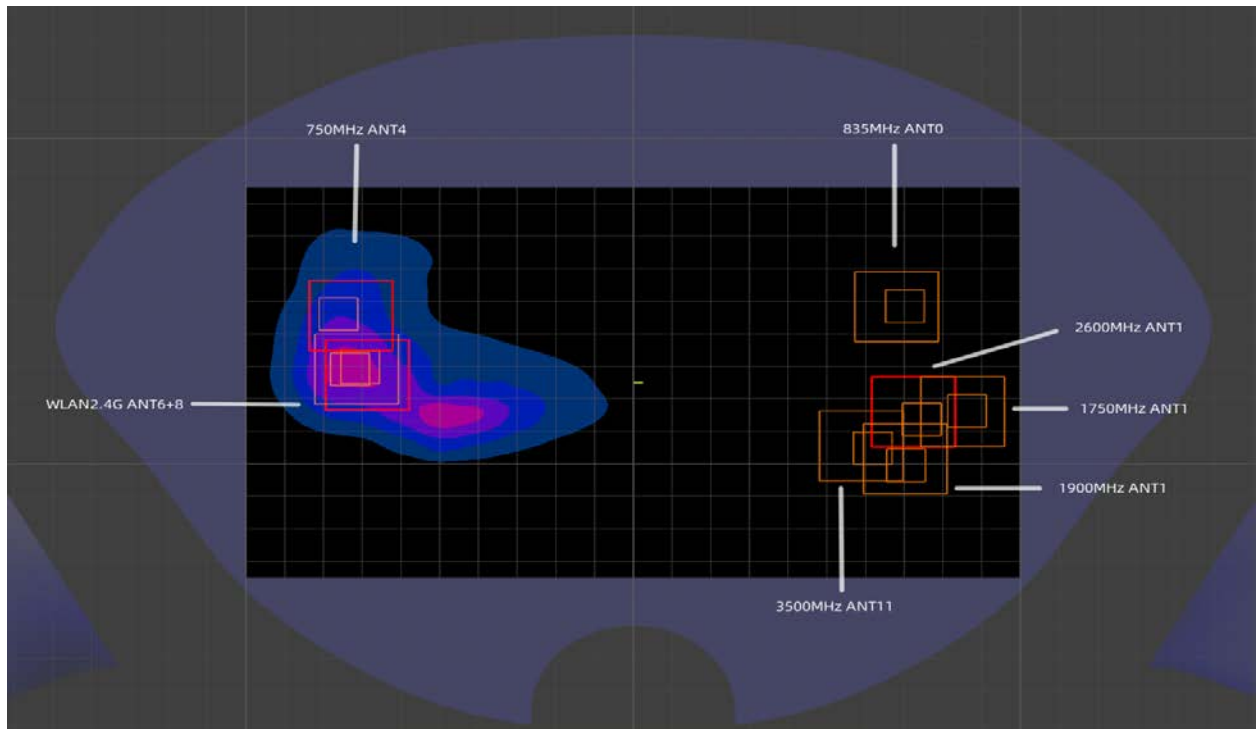 750MHz ANT4
835MHz ANT0
2600MHz ANT1
WLAN2.4G ANT6+8
1750MHz ANT1
1900MHz ANT1
3500MHz ANT11